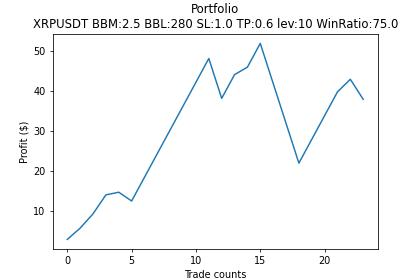 Portfolio
XRPUSDT BBM:2.5 BBL:280 SL:1.0 TP:0.6 lev:10 WinRatio:75.0
50
40
30
20
10
Profit ($)
0 5 10 15 20
Trade counts